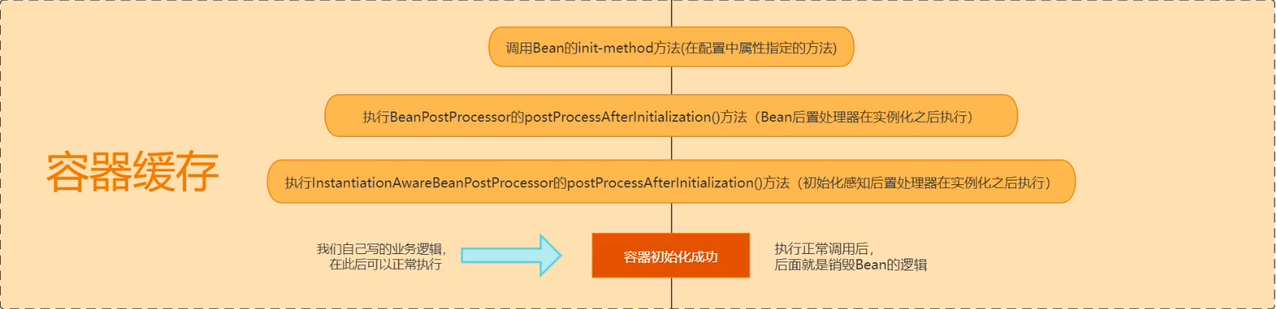 调用Bean的init-method方法(在配置中属性指定的方法)
执行BeanPostProcessor的postProcessAfterInitialization()方法（Bean后置处理器在实例化之后执行）
容器缓存
执行InstantiationAwareBeanPostProcessor的postProcessAfterInitialization()方法（初始化感知后置处理器在实例化之后执行）
我们自己写的业务逻辑，
在此后可以正常执行
容器初始化成功
执行正常调用后，
后面就是销毁Bean的逻辑